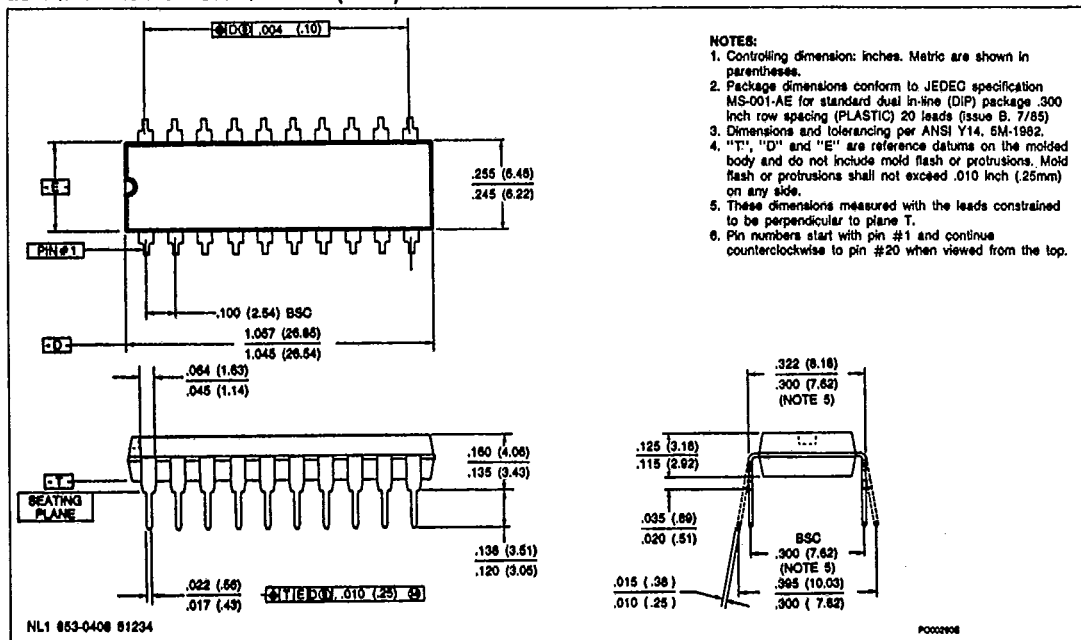 ⌖ D Ⓢ .004 (.10)
NOTES:
1. Controlling dimension: inches. Metric are shown in
parentheses.
2. Package dimensions conform to JEDEC specification
MS-001-AE for standard dual in-line (DIP) package .300
inch row spacing (PLASTIC) 20 leads (issue B, 7/85)
3. Dimensions and tolerancing per ANSI Y14. 5M-1982.
4. "T", "D" and "E" are reference datums on the molded
body and do not include mold flash or protrusions. Mold
flash or protrusions shall not exceed .010 inch (.25mm)
on any side.
5. These dimensions measured with the leads constrained
to be perpendicular to plane T.
6. Pin numbers start with pin #1 and continue
counterclockwise to pin #20 when viewed from the top.
-E-
.255 (6.48)
.245 (6.22)
PIN #1
.100 (2.54) BSC
-D-
1.057 (26.85)
1.045 (26.54)
.064 (1.63)
.045 (1.14)
.160 (4.06)
.135 (3.43)
-T-
SEATING
PLANE
.138 (3.51)
.120 (3.05)
.022 (.56)
.017 (.43)
⌖ T E D Ⓢ .010 (.25) Ⓜ
.322 (8.18)
.300 (7.62)
(NOTE 5)
.125 (3.18)
.115 (2.92)
.035 (.89)
.020 (.51)
BSC
.300 (7.62)
(NOTE 5)
.395 (10.03)
.300 ( 7.62)
.015 (.38 )
.010 (.25 )
NL1 853-0408 81234